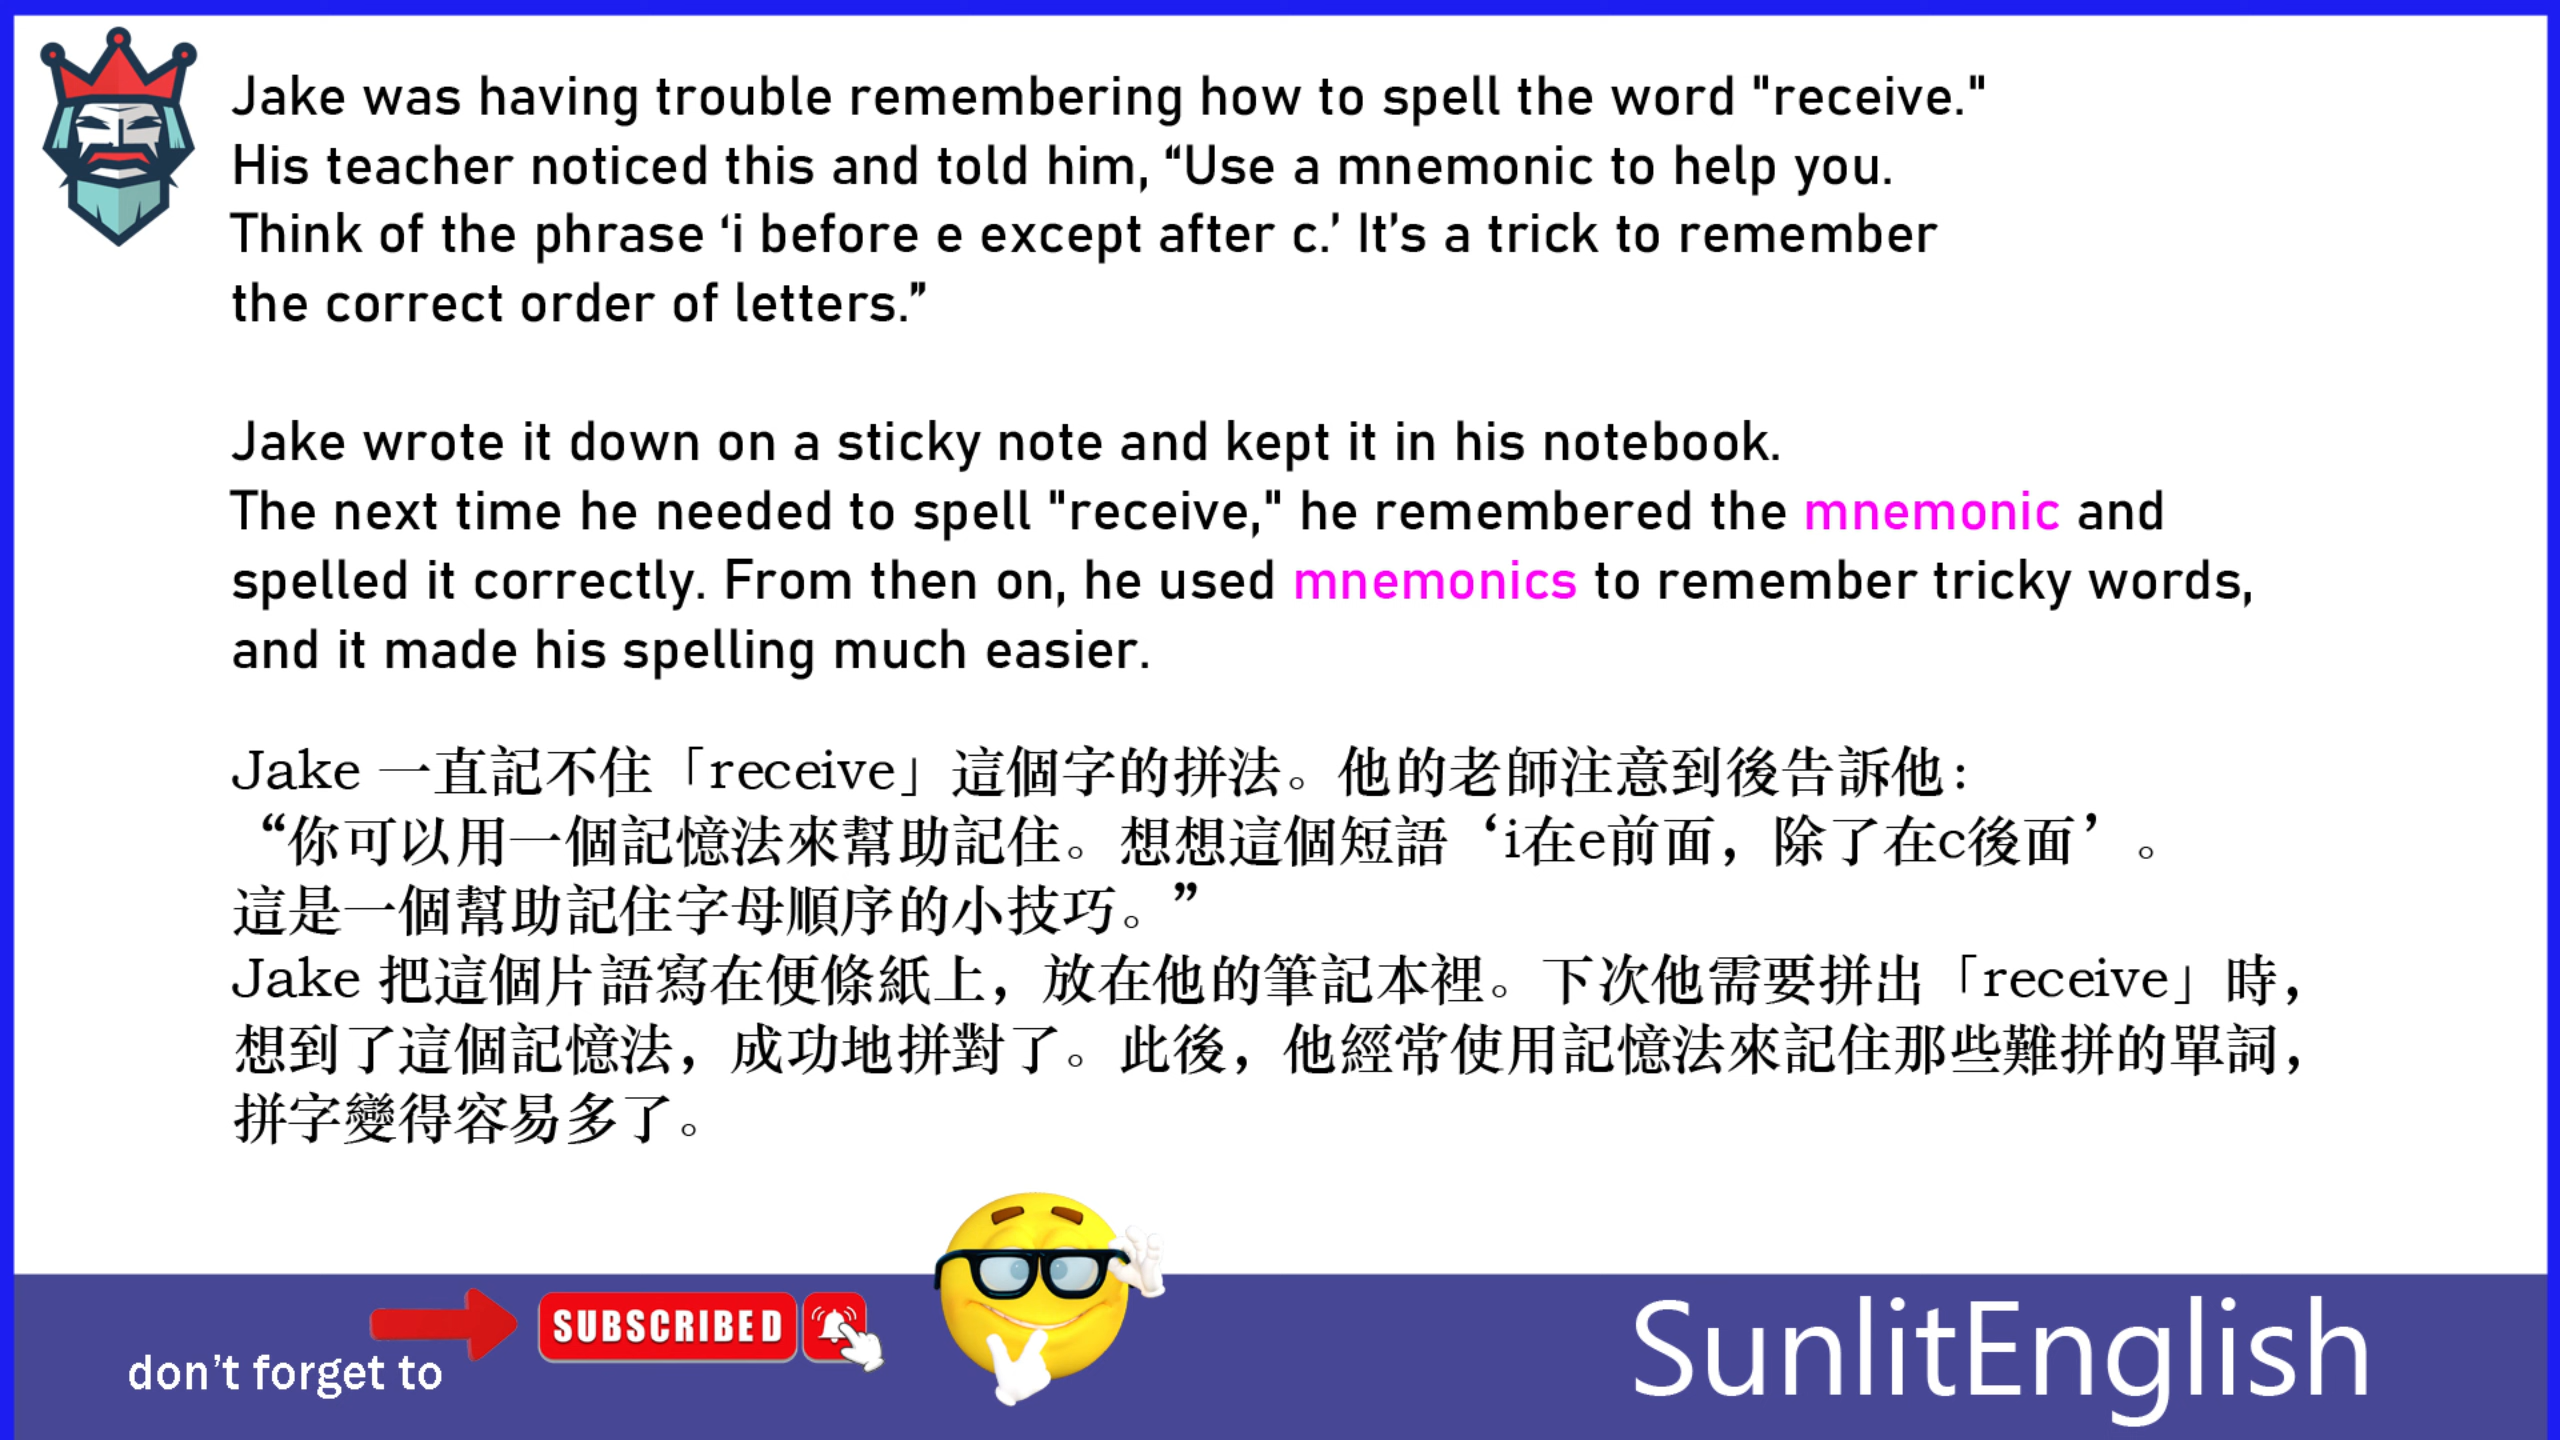 Jake was having trouble remembering how to spell the word "receive."
His teacher noticed this and told him, “Use a mnemonic to help you.
Think of the phrase ‘i before e except after c.’ It’s a trick to remember
the correct order of letters.”
Jake wrote it down on a sticky note and kept it in his notebook.
The next time he needed to spell "receive," he remembered the mnemonic and
spelled it correctly. From then on, he used mnemonics to remember tricky words,
and it made his spelling much easier.
Jake 一直記不住「receive」這個字的拼法。他的老師注意到後告訴他：
“你可以用一個記憶法來幫助記住。想想這個短語‘i在e前面，除了在c後面’。
這是一個幫助記住字母順序的小技巧。”
Jake 把這個片語寫在便條紙上，放在他的筆記本裡。下次他需要拼出「receive」時，
想到了這個記憶法，成功地拼對了。此後，他經常使用記憶法來記住那些難拼的單詞，
拼字變得容易多了。
don’t forget to
SUBSCRIBED
SunlitEnglish